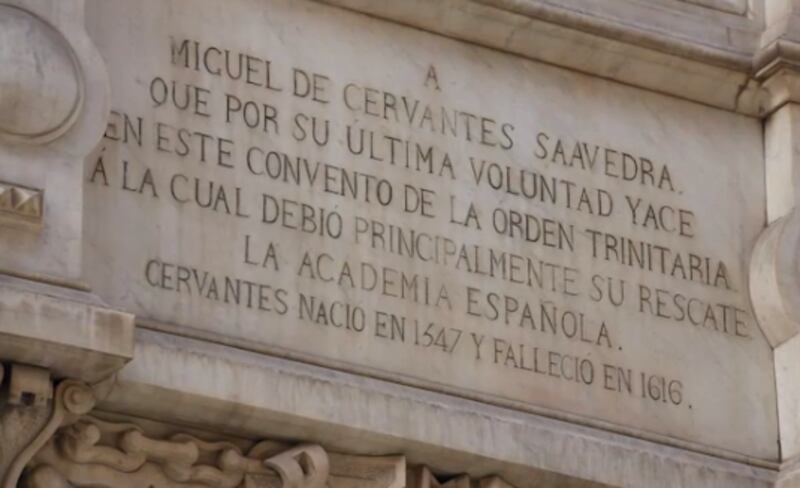 A
MIGUEL DE CERVANTES SAAVEDRA.
QUE POR SU ÚLTIMA VOLUNTAD YACE
EN ESTE CONVENTO DE LA ORDEN TRINITARIA
Á LA CUAL DEBIÓ PRINCIPALMENTE SU RESCATE
LA ACADEMIA ESPAÑOLA.
CERVANTES NACIO EN 1547 Y FALLECIÓ EN 1616.